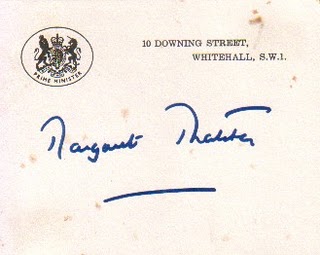 10 DOWNING STREET,
WHITEHALL, S.W.1.
PRIME MINISTER
Margaret Thatcher